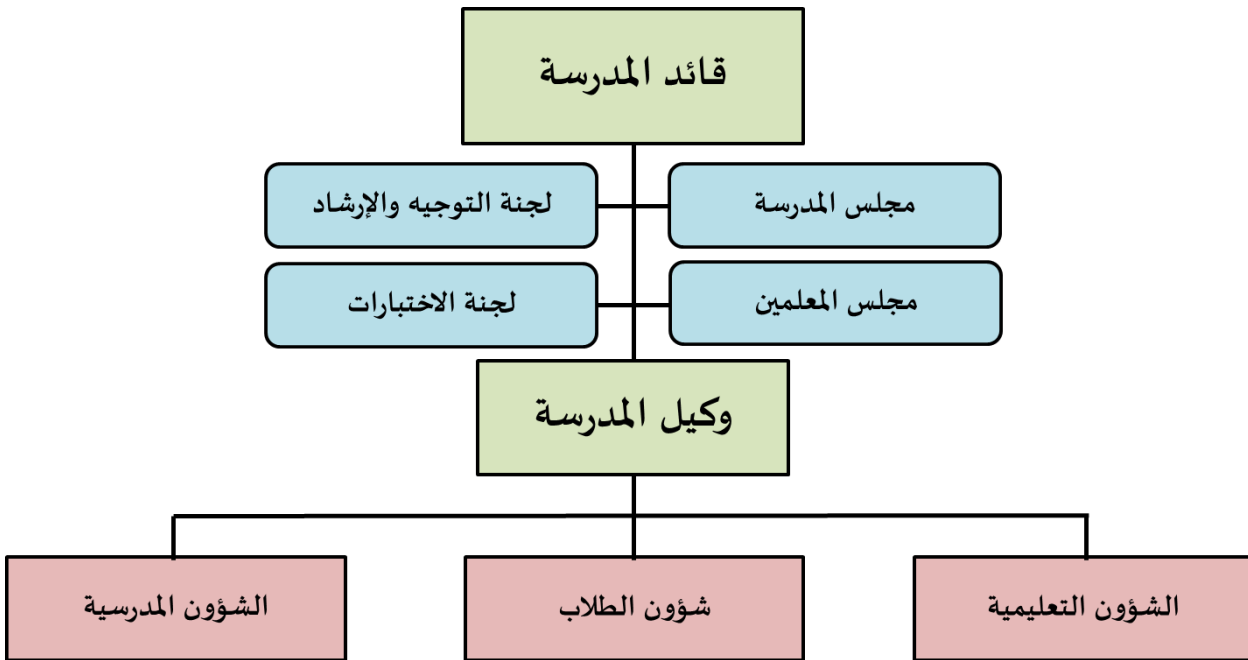 قائد المدرسة
مجلس المدرسة
لجنة التوجيه والإرشاد
مجلس المعلمين
لجنة الاختبارات
وكيل المدرسة
الشؤون التعليمية
شؤون الطلاب
الشؤون المدرسية